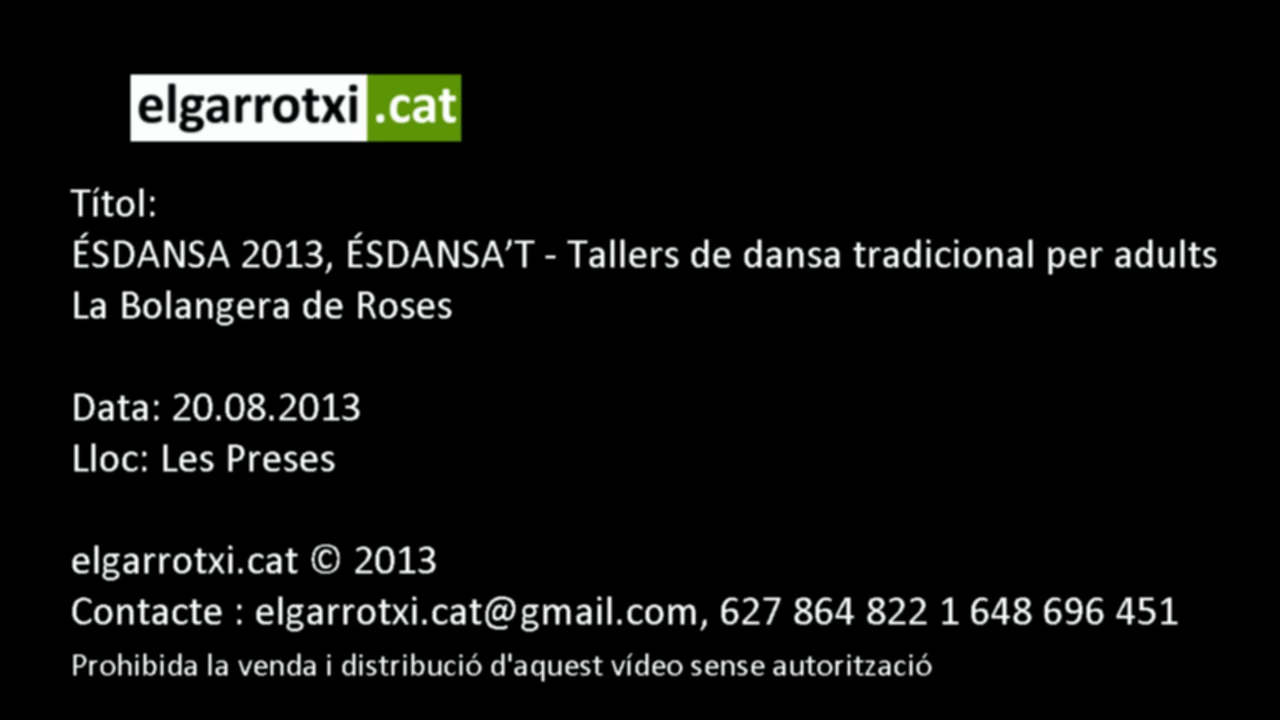 elgarrotxi .cat
Títol:
ÉSDANSA 2013, ÉSDANSA’T - Tallers de dansa tradicional per adults
La Bolangera de Roses
Data: 20.08.2013
Lloc: Les Preses
elgarrotxi.cat © 2013
Contacte : elgarrotxi.cat@gmail.com, 627 864 822 1 648 696 451
Prohibida la venda i distribució d'aquest vídeo sense autorització